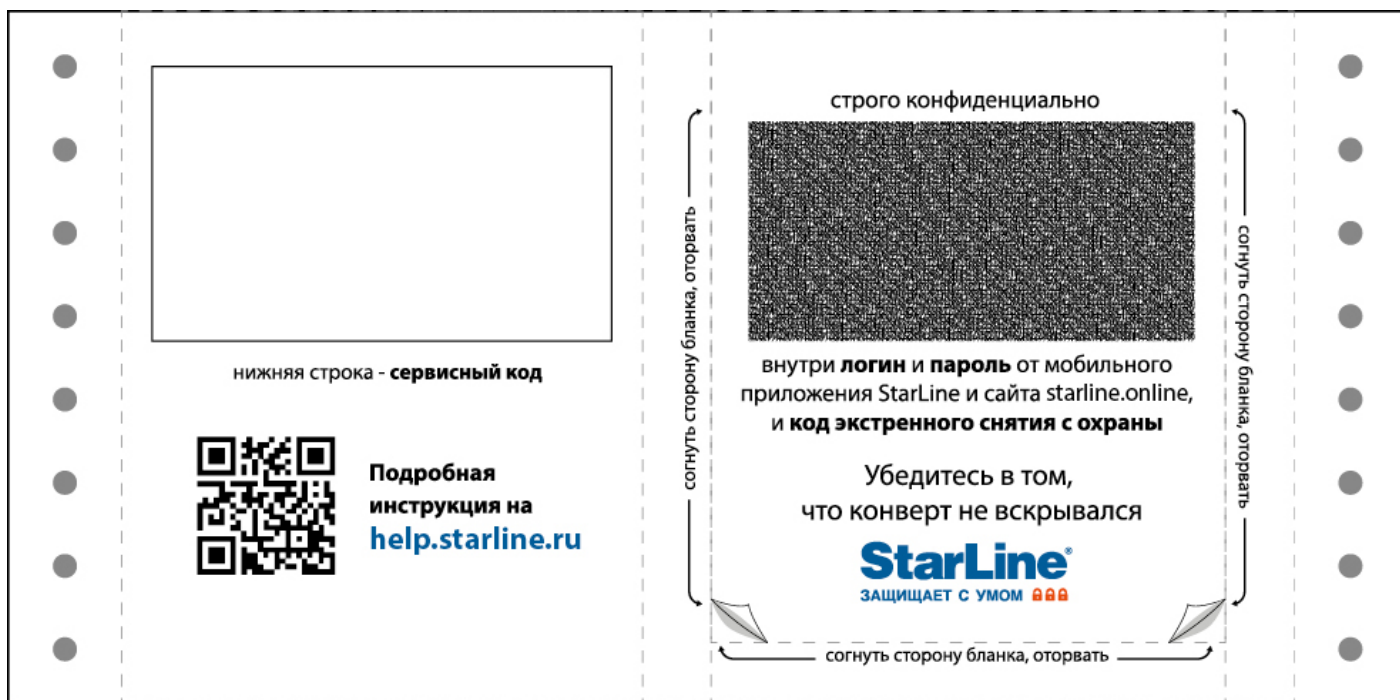 нижняя строка - сервисный код
Подробная
инструкция на
help.starline.ru
согнуть сторону бланка, оторвать
строго конфиденциально
внутри логин и пароль от мобильного
приложения StarLine и сайта starline.online,
и код экстренного снятия с охраны
Убедитесь в том,
что конверт не вскрывался
StarLine®
ЗАЩИЩАЕТ С УМОМ
согнуть сторону бланка, оторвать
согнуть сторону бланка, оторвать